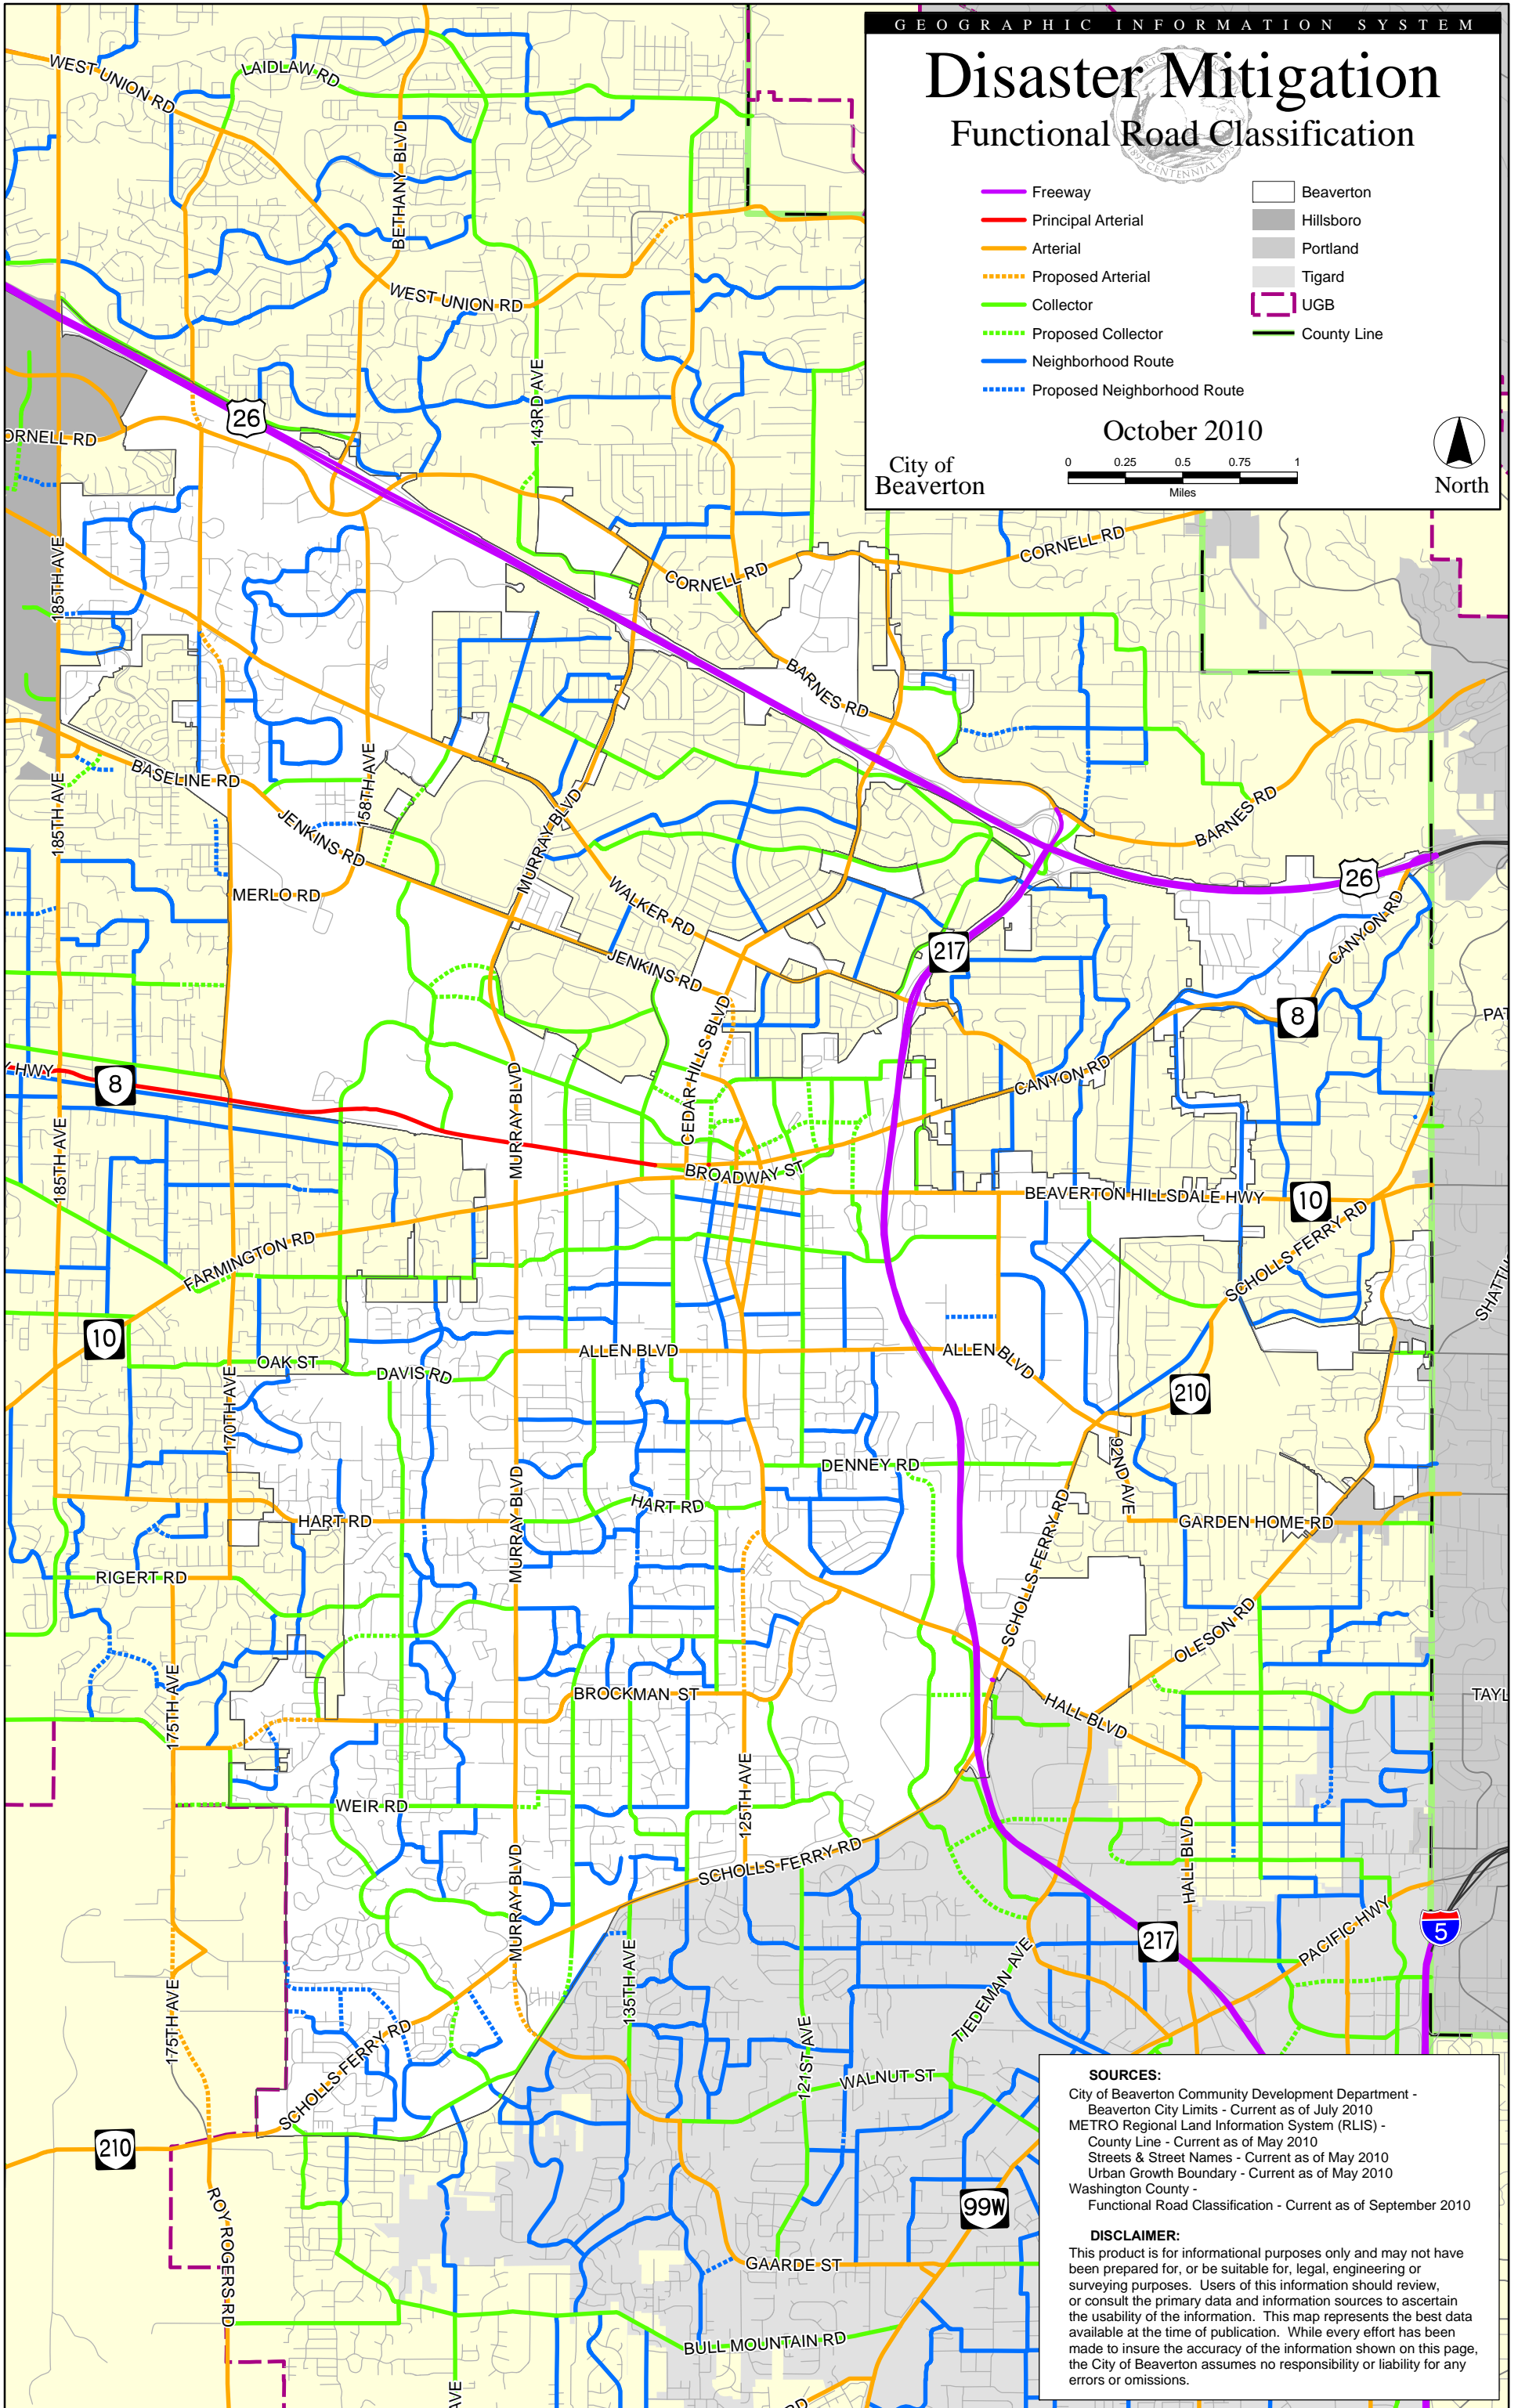 GEOGRAPHIC INFORMATION SYSTEM
Disaster Mitigation
Functional Road Classification
1893 CENTENNIAL 1993
Freeway
Principal Arterial
Arterial
Proposed Arterial
Collector
Proposed Collector
Neighborhood Route
Proposed Neighborhood Route
Beaverton
Hillsboro
Portland
Tigard
UGB
County Line
October 2010
City of
Beaverton
0 0.25 0.5 0.75 1
Miles
North
WEST UNION RD
LAIDLAW RD
BETHANY BLVD
WEST UNION RD
143RD AVE
26
ORNELL RD
185TH AVE
CORNELL RD
CORNELL RD
BARNES RD
BASELINE RD
158TH AVE
JENKINS RD
185TH AVE
MURRAY BLVD
BARNES RD
MERLO RD
WALKER RD
26
CANYON RD
217
JENKINS RD
8
PAT
CEDAR HILLS BLVD
HWY
8
MURRAY BLVD
CANYON RD
185TH AVE
BROADWAY ST
BEAVERTON HILLSDALE HWY
10
FARMINGTON RD
SCHOLLS FERRY RD
SHATTU
10
OAK ST
DAVIS RD
ALLEN BLVD
ALLEN BLVD
210
170TH AVE
92ND AVE
DENNEY RD
HART RD
HART RD
MURRAY BLVD
GARDEN HOME RD
SCHOLLS FERRY RD
RIGERT RD
OLESON RD
175TH AVE
BROCKMAN ST
HALL BLVD
TAYL
125TH AVE
WEIR RD
SCHOLLS FERRY RD
HALL BLVD
MURRAY BLVD
135TH AVE
TIEDEMAN AVE
217
PACIFIC HWY
5
175TH AVE
SCHOLLS FERRY RD
121ST AVE
WALNUT ST
210
99W
ROY ROGERS RD
GAARDE ST
BULL MOUNTAIN RD
AVE
RD
SOURCES:
City of Beaverton Community Development Department -
Beaverton City Limits - Current as of July 2010
METRO Regional Land Information System (RLIS) -
County Line - Current as of May 2010
Streets & Street Names - Current as of May 2010
Urban Growth Boundary - Current as of May 2010
Washington County -
Functional Road Classification - Current as of September 2010
DISCLAIMER:
This product is for informational purposes only and may not have
been prepared for, or be suitable for, legal, engineering or
surveying purposes. Users of this information should review,
or consult the primary data and information sources to ascertain
the usability of the information. This map represents the best data
available at the time of publication. While every effort has been
made to insure the accuracy of the information shown on this page,
the City of Beaverton assumes no responsibility or liability for any
errors or omissions.